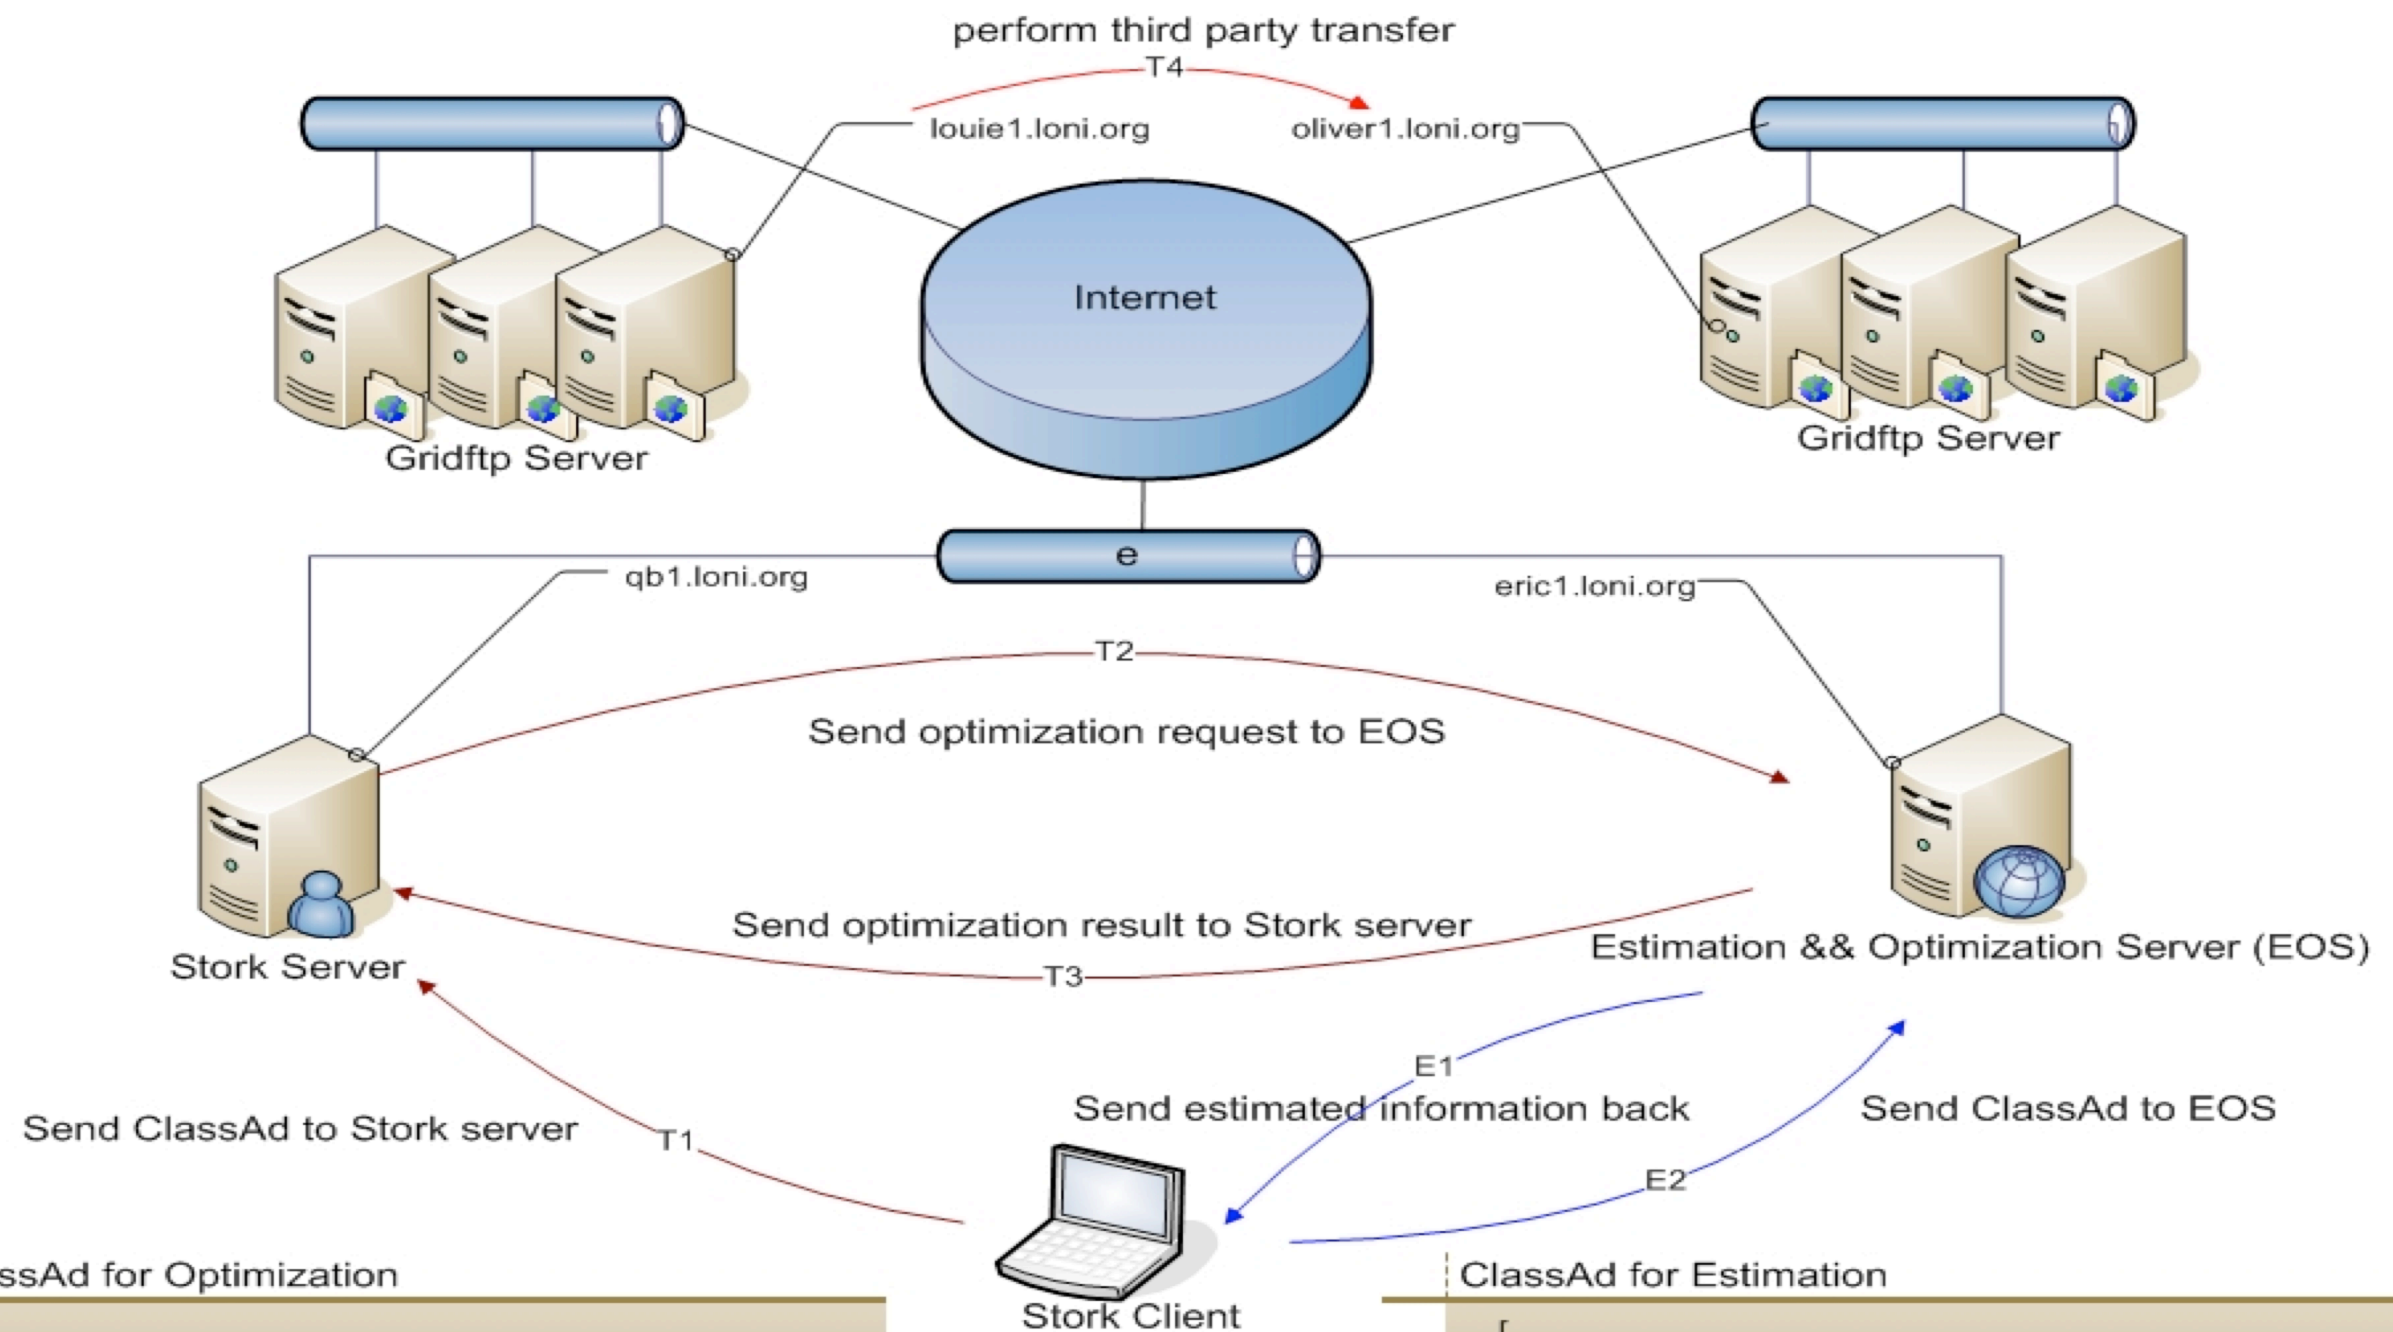 perform third party transfer
T4
louie1.loni.org
oliver1.loni.org
Internet
Gridftp Server
Gridftp Server
e
qb1.loni.org
eric1.loni.org
T2
Send optimization request to EOS
Send optimization result to Stork server
Estimation && Optimization Server (EOS)
Stork Server
T3
E1
Send estimated information back
Send ClassAd to EOS
Send ClassAd to Stork server
T1
E2
ssAd for Optimization
ClassAd for Estimation
Stork Client
[